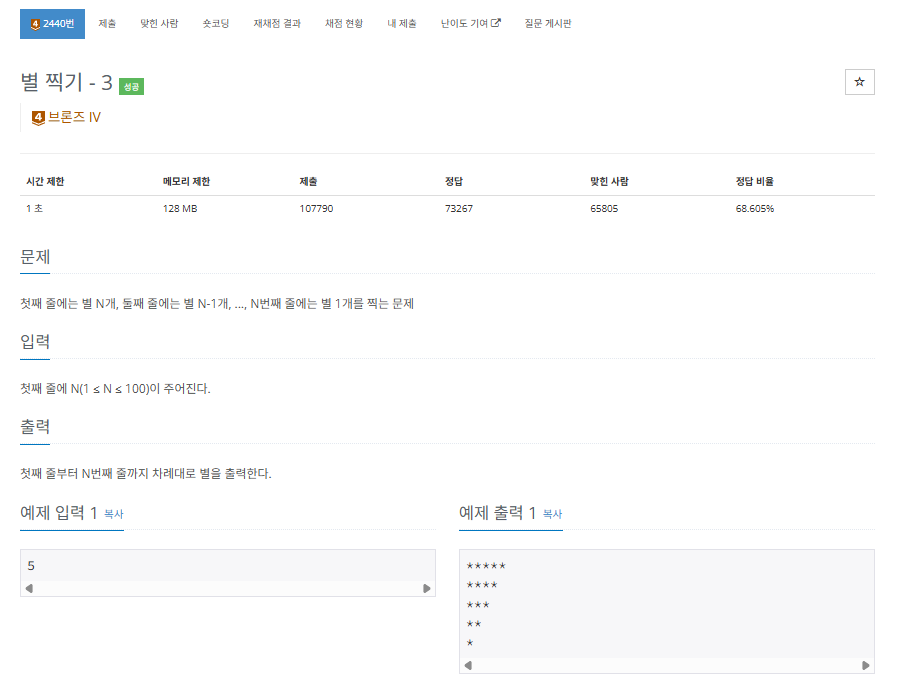 4 2440번 제출 맞힌 사람 숏코딩 재채점 결과 채점 현황 내 제출 난이도 기여 질문 게시판
별 찍기 - 3 성공
4 브론즈 IV
시간 제한 메모리 제한 제출 정답 맞힌 사람 정답 비율
1 초 128 MB 107790 73267 65805 68.605%
문제
첫째 줄에는 별 N개, 둘째 줄에는 별 N-1개, ..., N번째 줄에는 별 1개를 찍는 문제
입력
첫째 줄에 N(1 ≤ N ≤ 100)이 주어진다.
출력
첫째 줄부터 N번째 줄까지 차례대로 별을 출력한다.
예제 입력 1 복사
5
예제 출력 1 복사
*****
****
***
**
*